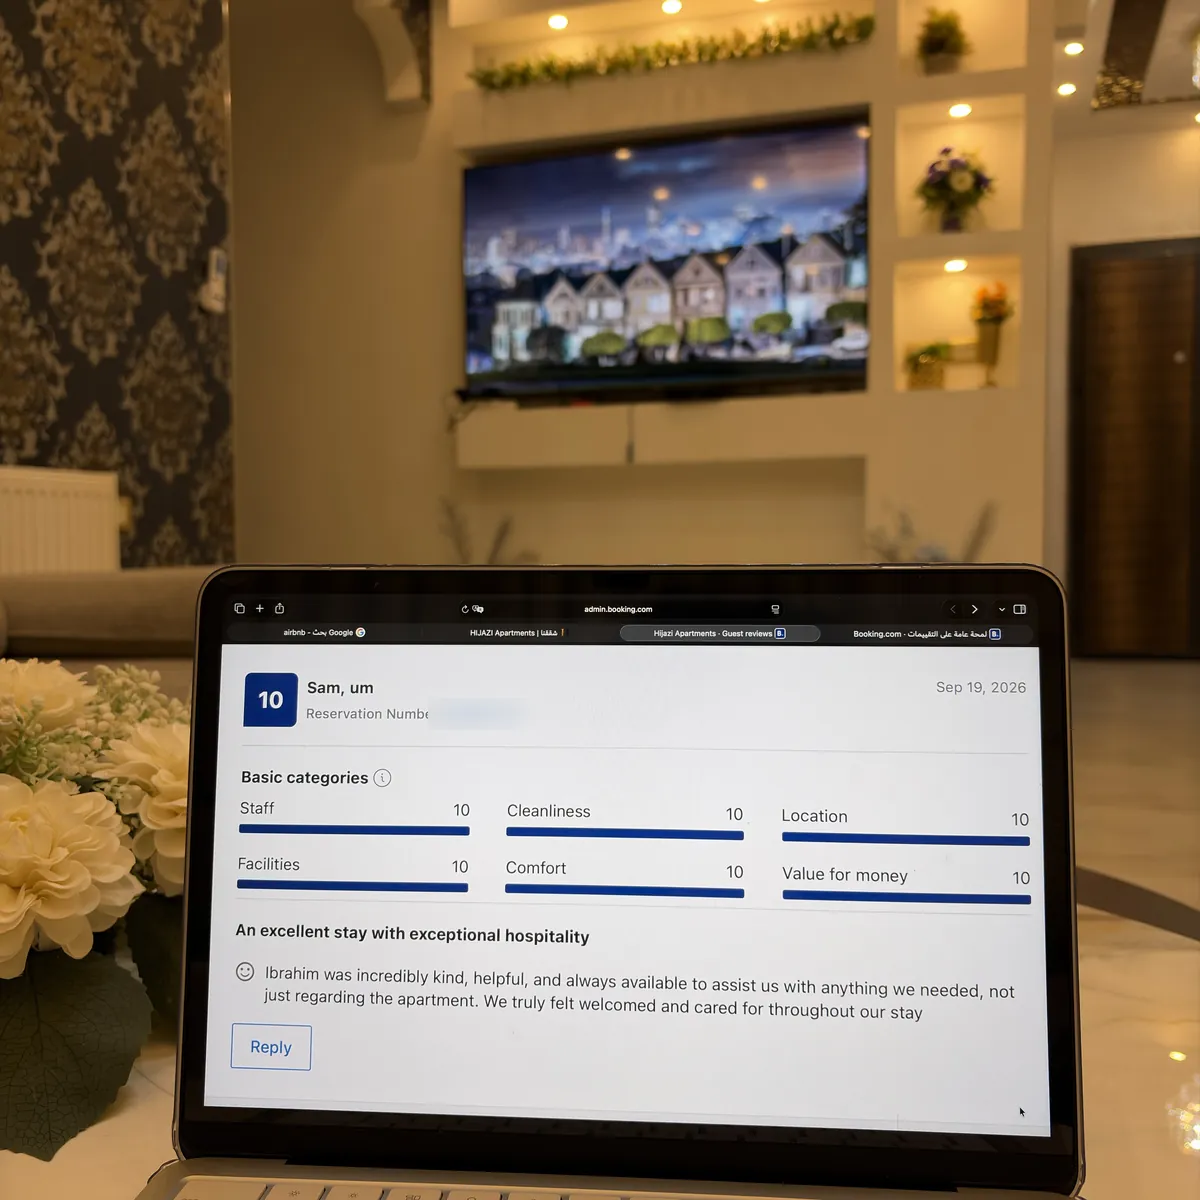 admin.booking.com
airbnb - بحث Google
HIJAZI Apartments | شققنا
Hijazi Apartments · Guest reviews B.
Booking.com · لمحة عامة على التقييمات B.
10
Sam, um
Sep 19, 2026
Reservation Numbe
Basic categories
Staff 10
Cleanliness 10
Location 10
Facilities 10
Comfort 10
Value for money 10
An excellent stay with exceptional hospitality
Ibrahim was incredibly kind, helpful, and always available to assist us with anything we needed, not
just regarding the apartment. We truly felt welcomed and cared for throughout our stay
Reply